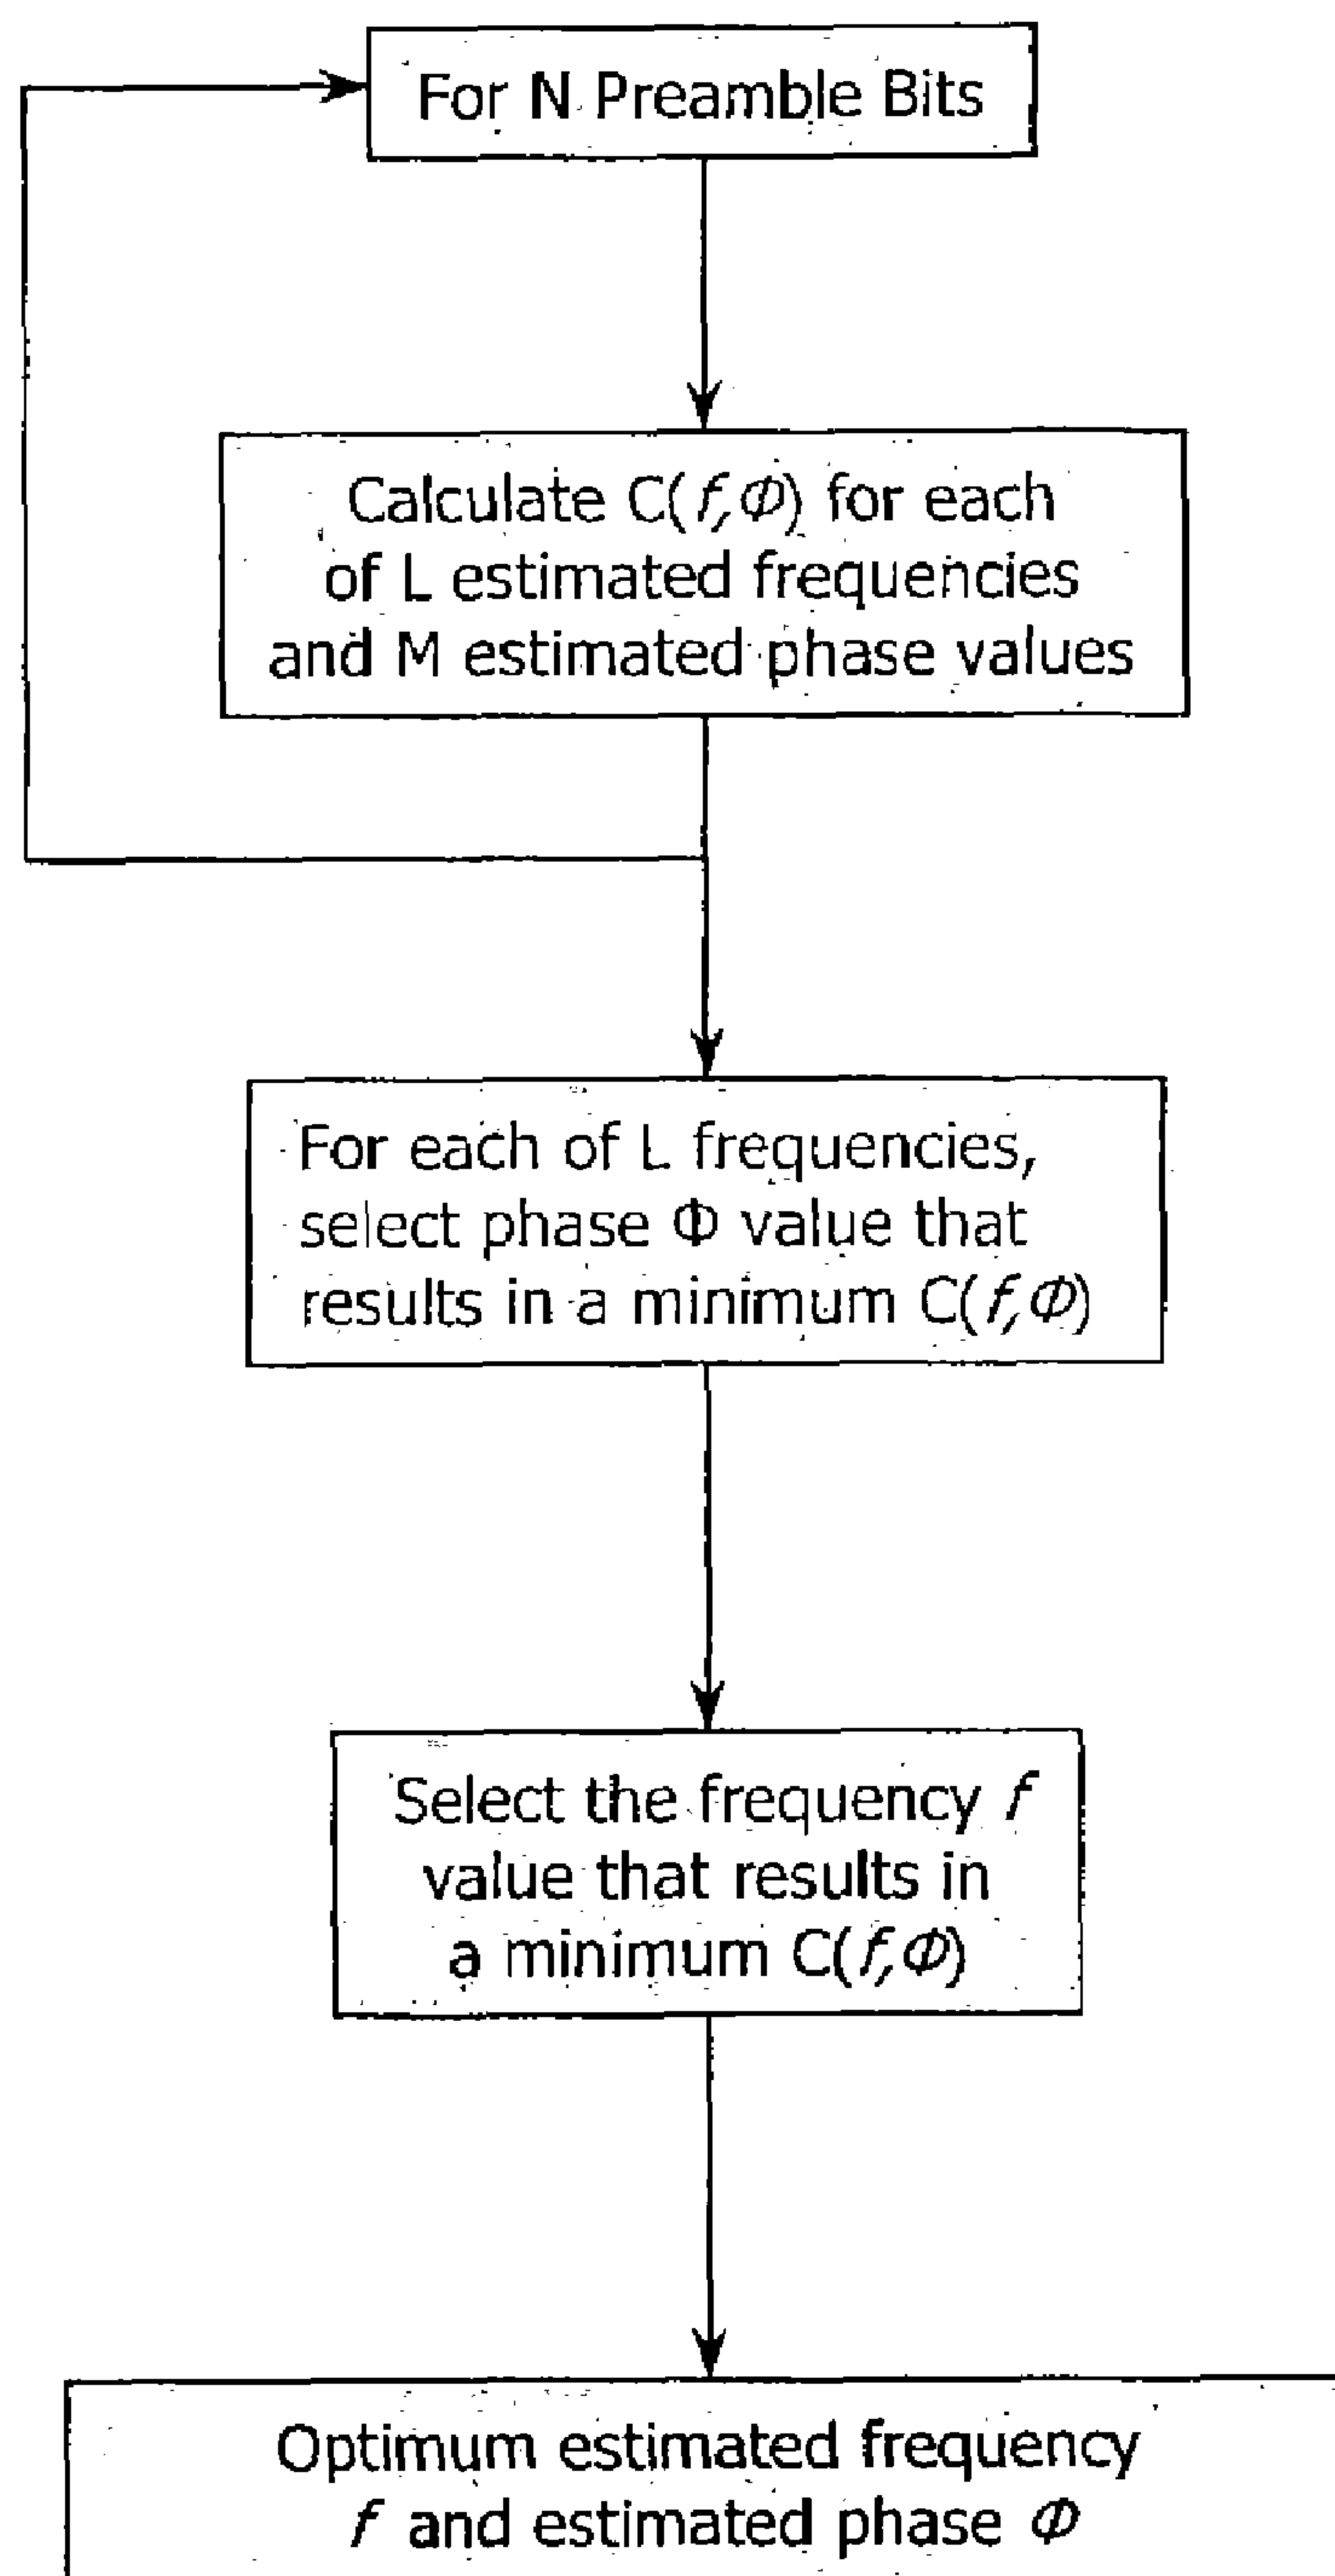 For N Preamble Bits
Calculate C(f,Φ) for each
of L estimated frequencies
and M estimated phase values
For each of L frequencies,
select phase Φ value that
results in a minimum C(f,Φ)
Select the frequency f
value that results in
a minimum C(f,Φ)
Optimum estimated frequency
f and estimated phase Φ